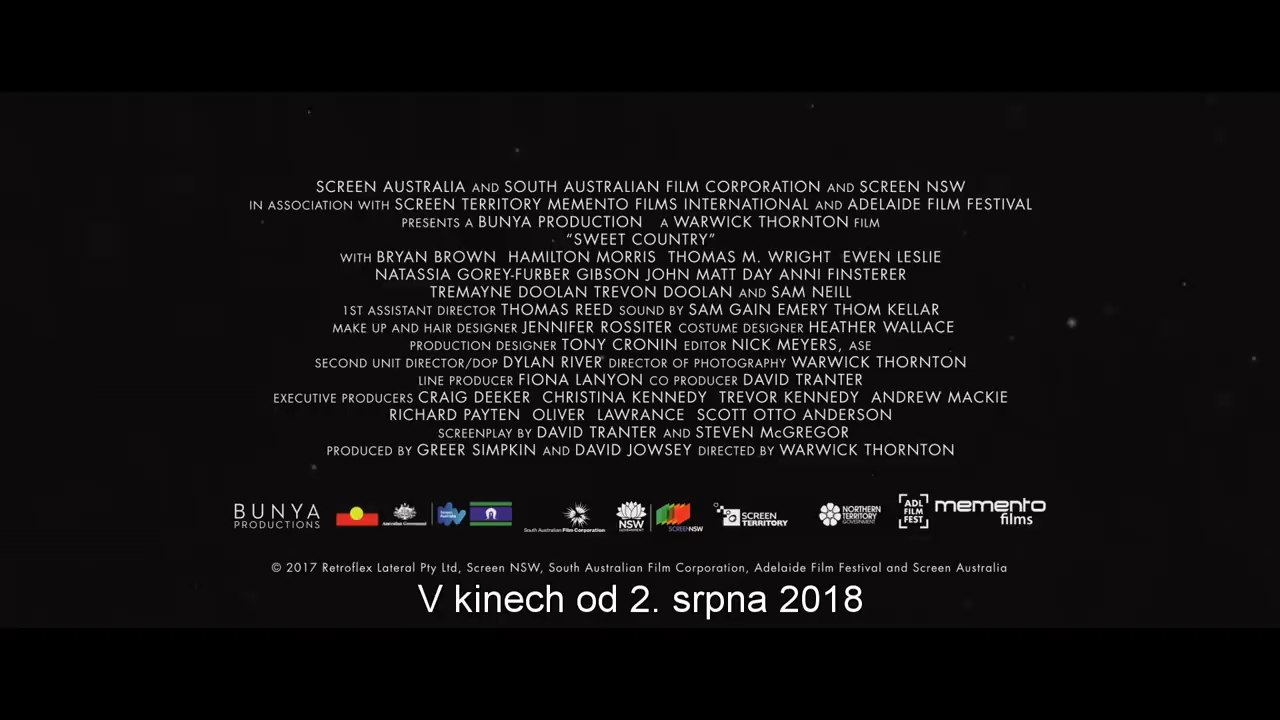 SCREEN AUSTRALIA AND SOUTH AUSTRALIAN FILM CORPORATION AND SCREEN NSW
IN ASSOCIATION WITH SCREEN TERRITORY MEMENTO FILMS INTERNATIONAL AND ADELAIDE FILM FESTIVAL
PRESENTS A BUNYA PRODUCTION A WARWICK THORNTON FILM
“SWEET COUNTRY”
WITH BRYAN BROWN HAMILTON MORRIS THOMAS M. WRIGHT EWEN LESLIE
NATASSIA GOREY-FURBER GIBSON JOHN MATT DAY ANNI FINSTERER
TREMAYNE DOOLAN TREVON DOOLAN AND SAM NEILL
1ST ASSISTANT DIRECTOR THOMAS REED SOUND BY SAM GAIN EMERY THOM KELLAR
MAKE UP AND HAIR DESIGNER JENNIFER ROSSITER COSTUME DESIGNER HEATHER WALLACE
PRODUCTION DESIGNER TONY CRONIN EDITOR NICK MEYERS, ASE
SECOND UNIT DIRECTOR/DOP DYLAN RIVER DIRECTOR OF PHOTOGRAPHY WARWICK THORNTON
LINE PRODUCER FIONA LANYON CO PRODUCER DAVID TRANTER
EXECUTIVE PRODUCERS CRAIG DEEKER CHRISTINA KENNEDY TREVOR KENNEDY ANDREW MACKIE
RICHARD PAYTEN OLIVER LAWRANCE SCOTT OTTO ANDERSON
SCREENPLAY BY DAVID TRANTER AND STEVEN McGREGOR
PRODUCED BY GREER SIMPKIN AND DAVID JOWSEY DIRECTED BY WARWICK THORNTON
BUNYA
PRODUCTIONS
Australian Government
South Australian Film Corporation
NSW
GOVERNMENT
SCREEN NSW
SCREEN
TERRITORY
NORTHERN
TERRITORY
GOVERNMENT
ADL
FILM
FEST
memento
films
© 2017 Retroflex Lateral Pty Ltd, Screen NSW, South Australian Film Corporation, Adelaide Film Festival and Screen Australia
V kinech od 2. srpna 2018